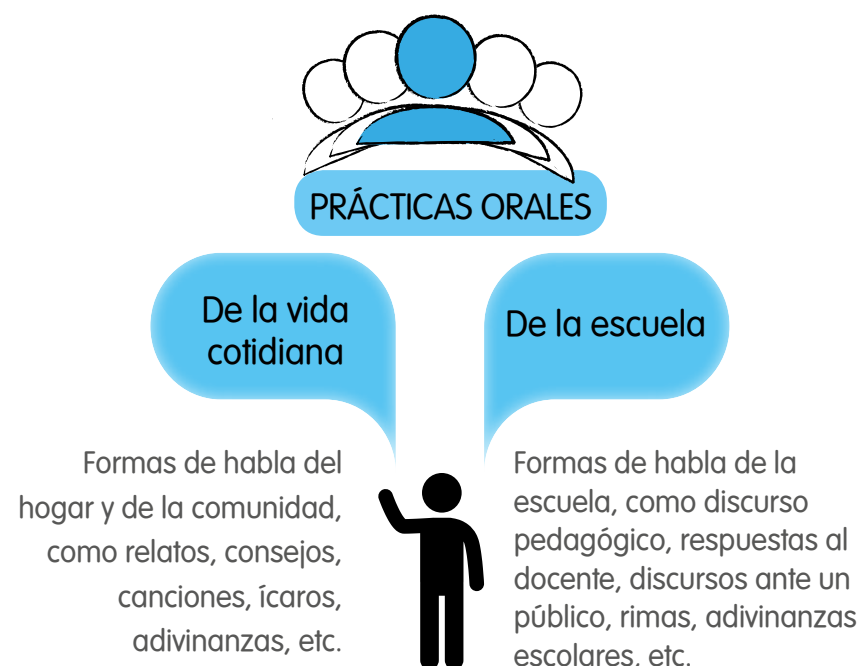 PRÁCTICAS ORALES
De la vida
cotidiana
De la escuela
Formas de habla del
hogar y de la comunidad,
como relatos, consejos,
canciones, ícaros,
adivinanzas, etc.
Formas de habla de la
escuela, como discurso
pedagógico, respuestas al
docente, discursos ante un
público, rimas, adivinanzas
escolares, etc.